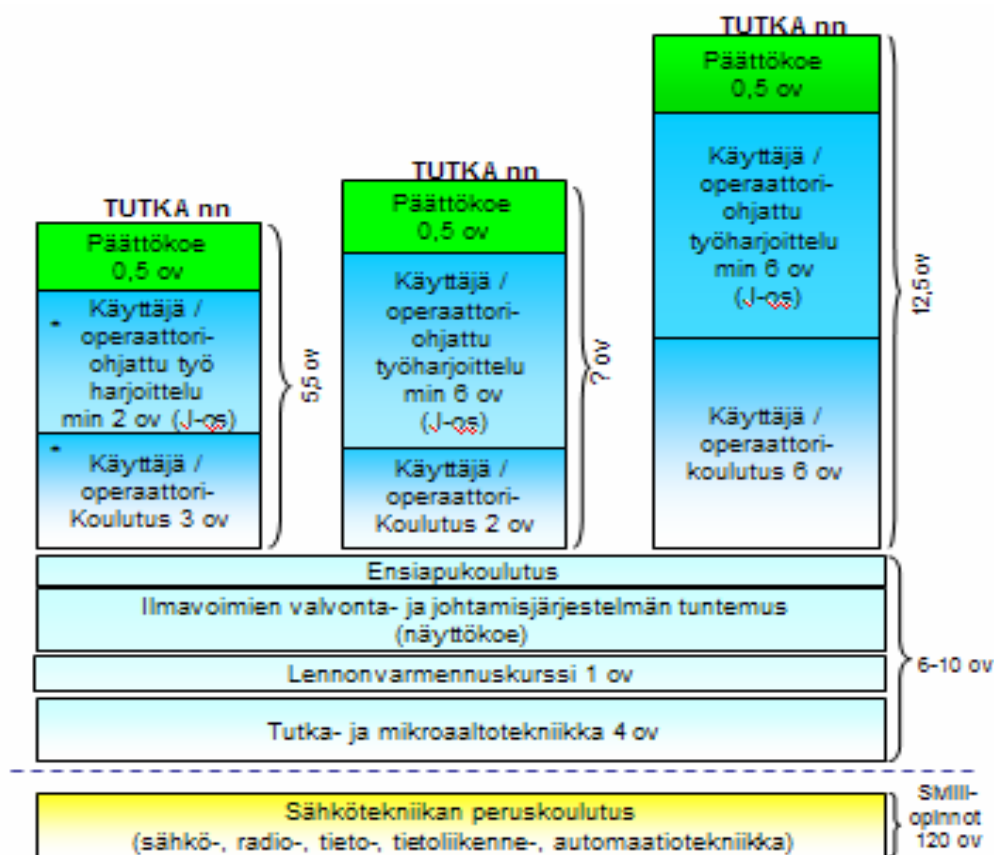 TUTKA nn
Päättökoe
0,5 ov
Käyttäjä /
operaattori-
ohjattu työ
harjoittelu
min 2 ov (J-os)
Käyttäjä /
operaattori-
Koulutus 3 ov
5,5 ov
TUTKA nn
Päättökoe
0,5 ov
Käyttäjä /
operaattori-
ohjattu
työharjoittelu
min 6 ov
(J-os)
Käyttäjä /
operaattori-
Koulutus 2 ov
? ov
TUTKA nn
Päättökoe
0,5 ov
Käyttäjä /
operaattori-
ohjattu
työharjoittelu
min 6 ov
(J-os)
Käyttäjä /
operaattori-
koulutus 6 ov
12,5 ov
Ensiapukoulutus
Ilmavoimien valvonta- ja johtamisjärjestelmän tuntemus
(näyttökoe)
Lennonvarmennuskurssi 1 ov
Tutka- ja mikroaaltotekniikka 4 ov
6-10 ov
Sähkötekniikan peruskoulutus
(sähkö-, radio-, tieto-, tietoliikenne-, automaatiotekniikka)
opinnot
120 ov